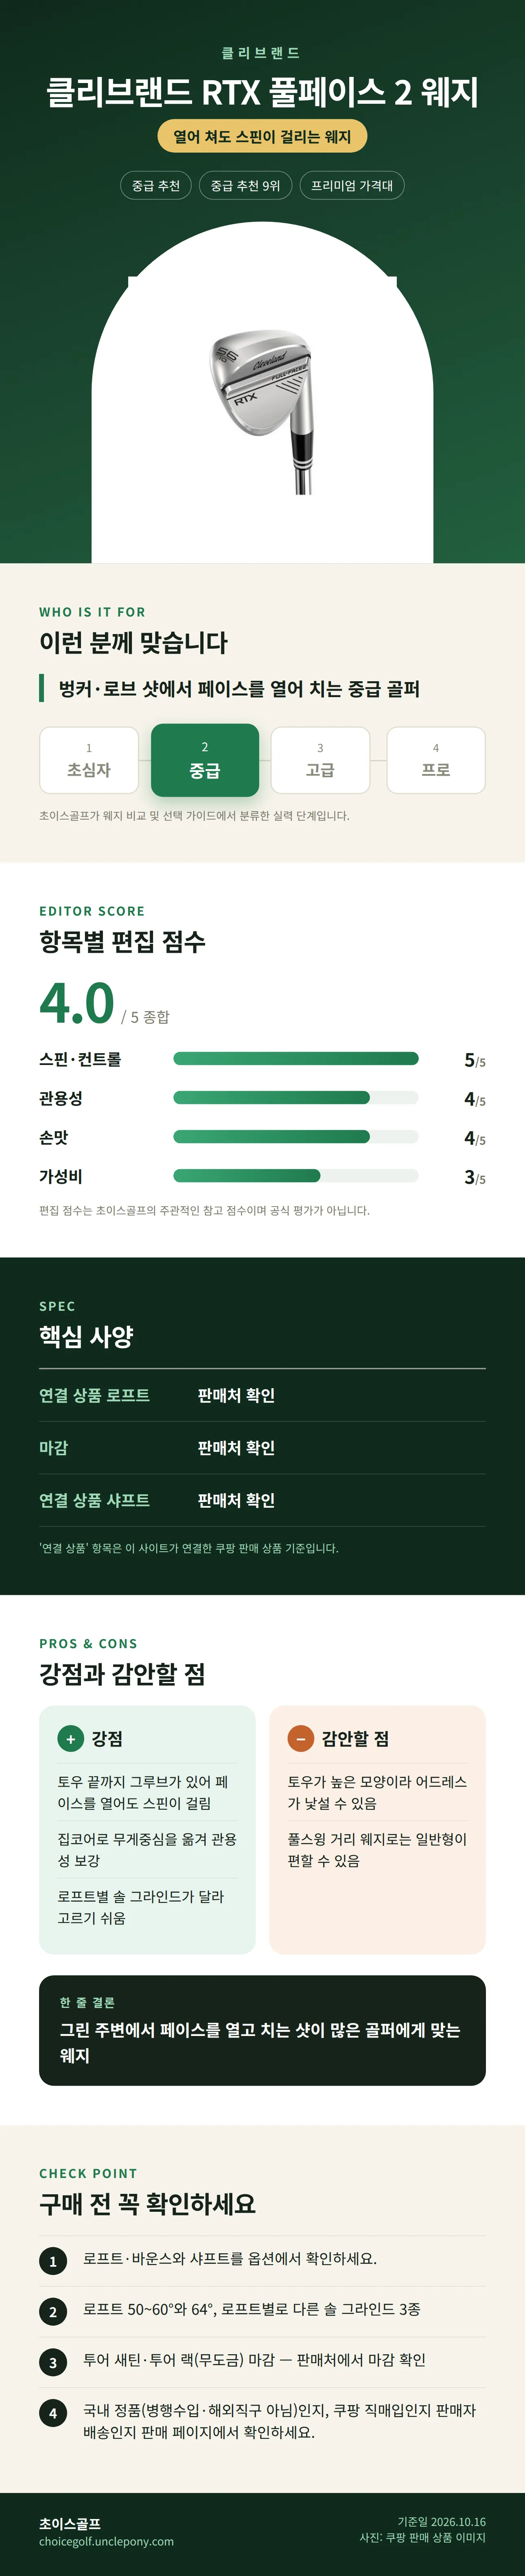 클리브랜드
클리브랜드 RTX 풀페이스 2 웨지
열어 쳐도 스핀이 걸리는 웨지
중급 추천
중급 추천 9위
프리미엄 가격대
56
Cleveland
FULL-FACE 2
RTX
WHO IS IT FOR
이런 분께 맞습니다
벙커·로브 샷에서 페이스를 열어 치는 중급 골퍼
1
초심자
2
중급
3
고급
4
프로
초이스골프가 웨지 비교 및 선택 가이드에서 분류한 실력 단계입니다.
EDITOR SCORE
항목별 편집 점수
4.0 / 5 종합
스핀·컨트롤 5/5
관용성 4/5
손맛 4/5
가성비 3/5
편집 점수는 초이스골프의 주관적인 참고 점수이며 공식 평가가 아닙니다.
SPEC
핵심 사양
연결 상품 로프트 판매처 확인
마감 판매처 확인
연결 상품 샤프트 판매처 확인
'연결 상품' 항목은 이 사이트가 연결한 쿠팡 판매 상품 기준입니다.
PROS & CONS
강점과 감안할 점
+ 강점
토우 끝까지 그루브가 있어 페
이스를 열어도 스핀이 걸림
집코어로 무게중심을 옮겨 관용
성 보강
로프트별 솔 그라인드가 달라
고르기 쉬움
− 감안할 점
토우가 높은 모양이라 어드레스
가 낯설 수 있음
풀스윙 거리 웨지로는 일반형이
편할 수 있음
한 줄 결론
그린 주변에서 페이스를 열고 치는 샷이 많은 골퍼에게 맞는
웨지
CHECK POINT
구매 전 꼭 확인하세요
1 로프트·바운스와 샤프트를 옵션에서 확인하세요.
2 로프트 50~60°와 64°, 로프트별로 다른 솔 그라인드 3종
3 투어 새틴·투어 랙(무도금) 마감 — 판매처에서 마감 확인
4 국내 정품(병행수입·해외직구 아님)인지, 쿠팡 직매입인지 판매자
배송인지 판매 페이지에서 확인하세요.
초이스골프
choicegolf.unclepony.com
기준일 2026.10.16
사진: 쿠팡 판매 상품 이미지